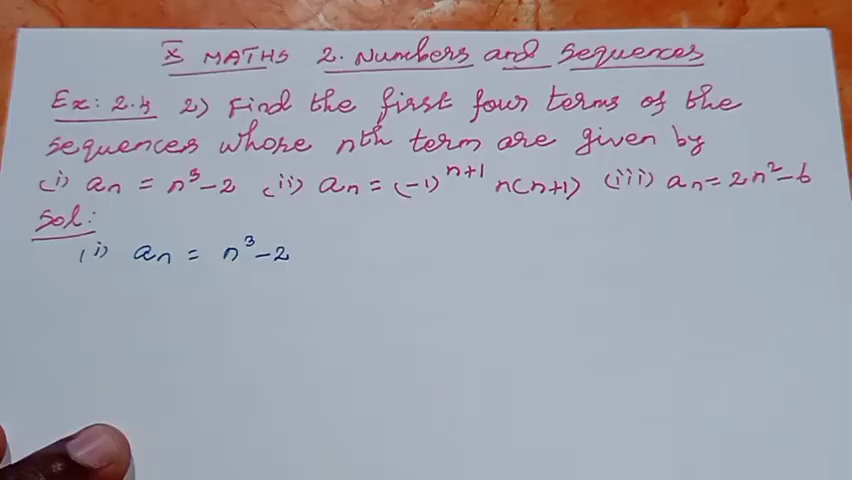 X MATHS 2. Numbers and Sequences
Ex: 2.4 2) Find the first four terms of the
sequences whose nth term are given by
(i) aₙ = n³-2 (ii) aₙ = (-1)ⁿ⁺¹ n(n+1) (iii) aₙ = 2n²-6
Sol:
(i) aₙ = n³-2